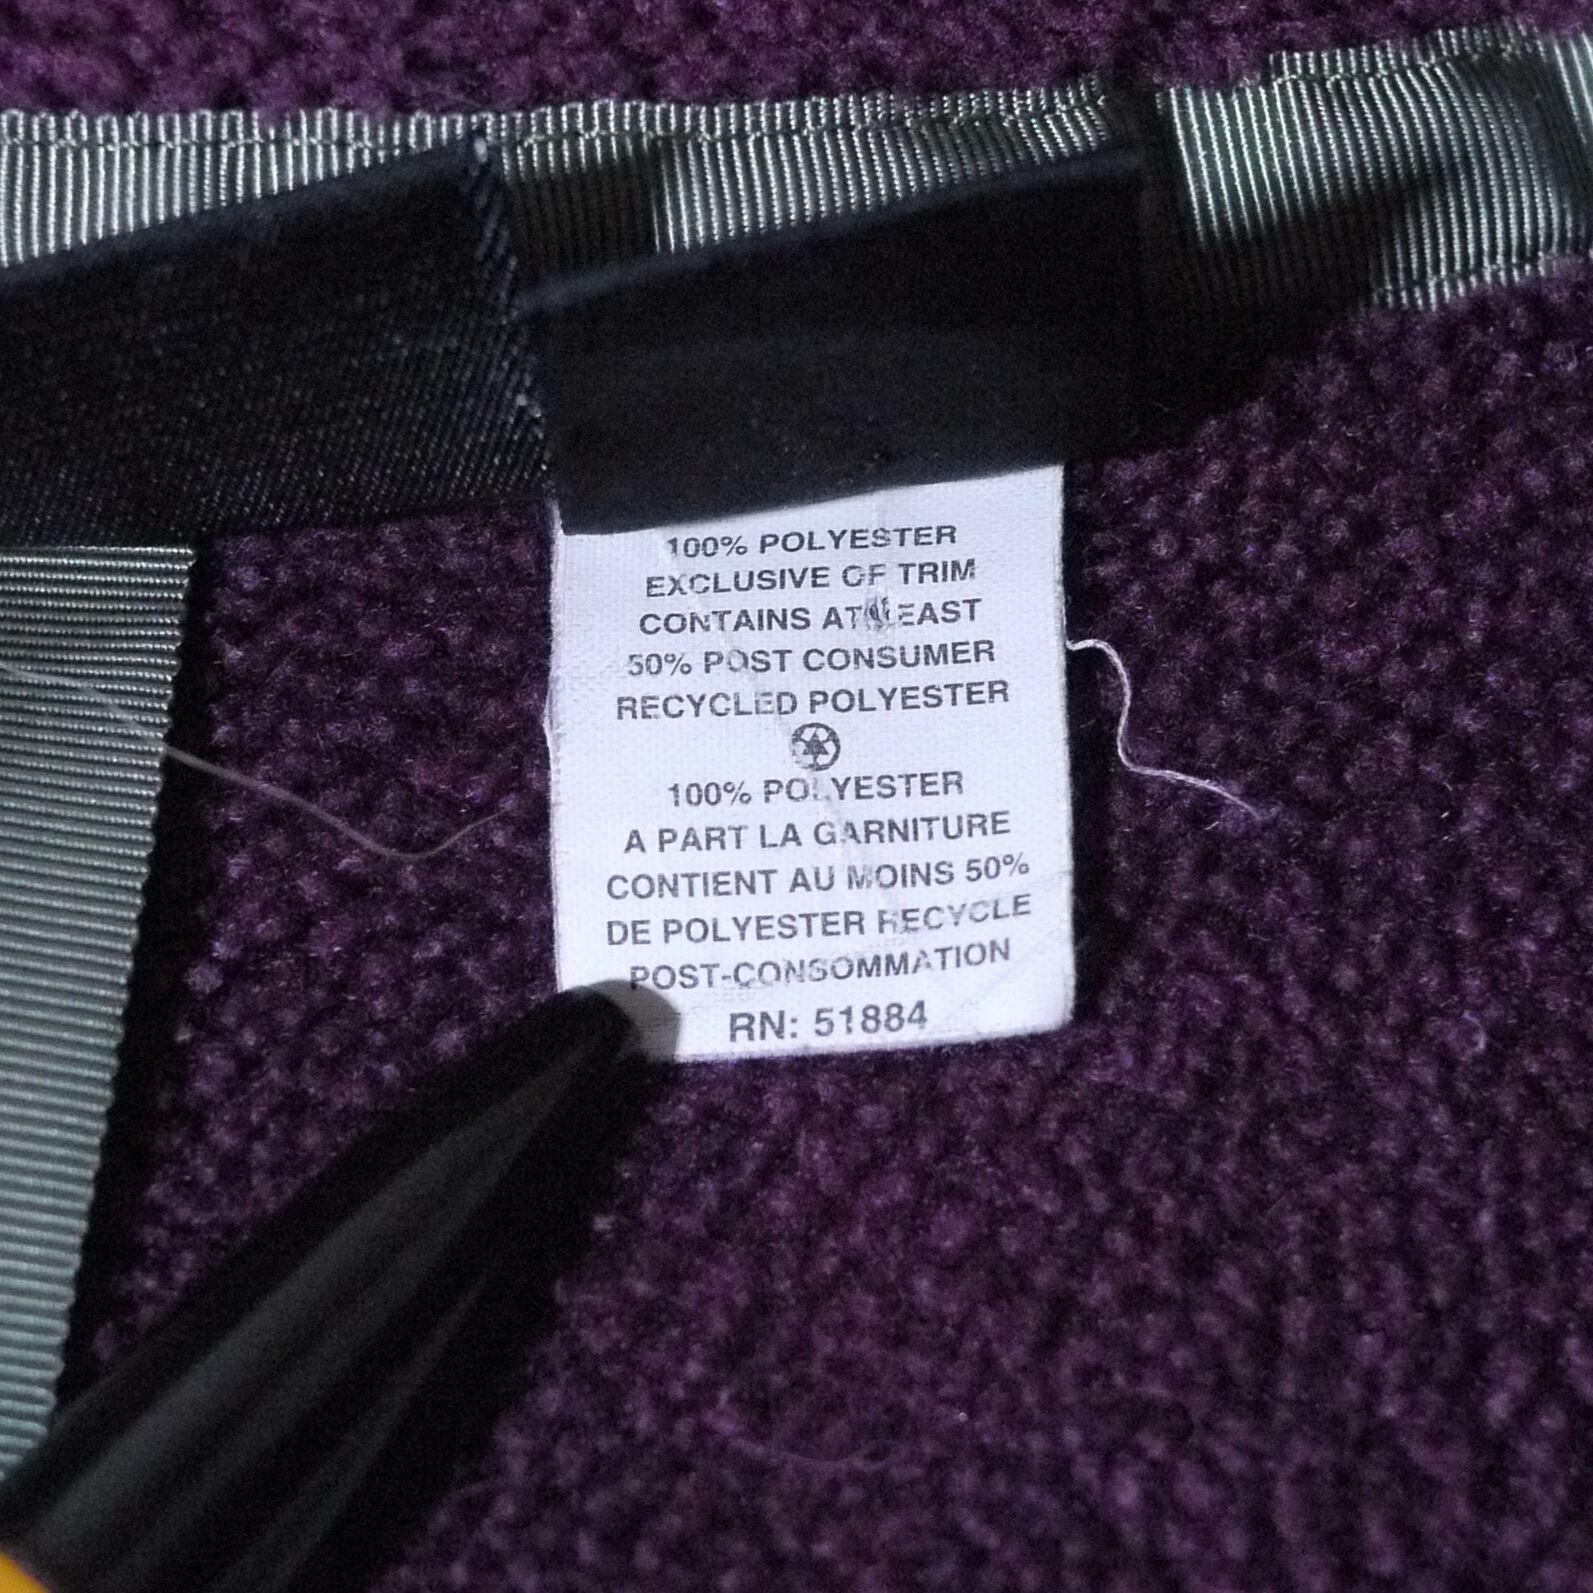 100% POLYESTER
EXCLUSIVE OF TRIM
CONTAINS AT LEAST
50% POST CONSUMER
RECYCLED POLYESTER
100% POLYESTER
A PART LA GARNITURE
CONTIENT AU MOINS 50%
DE POLYESTER RECYCLE
POST-CONSOMMATION
RN: 51884